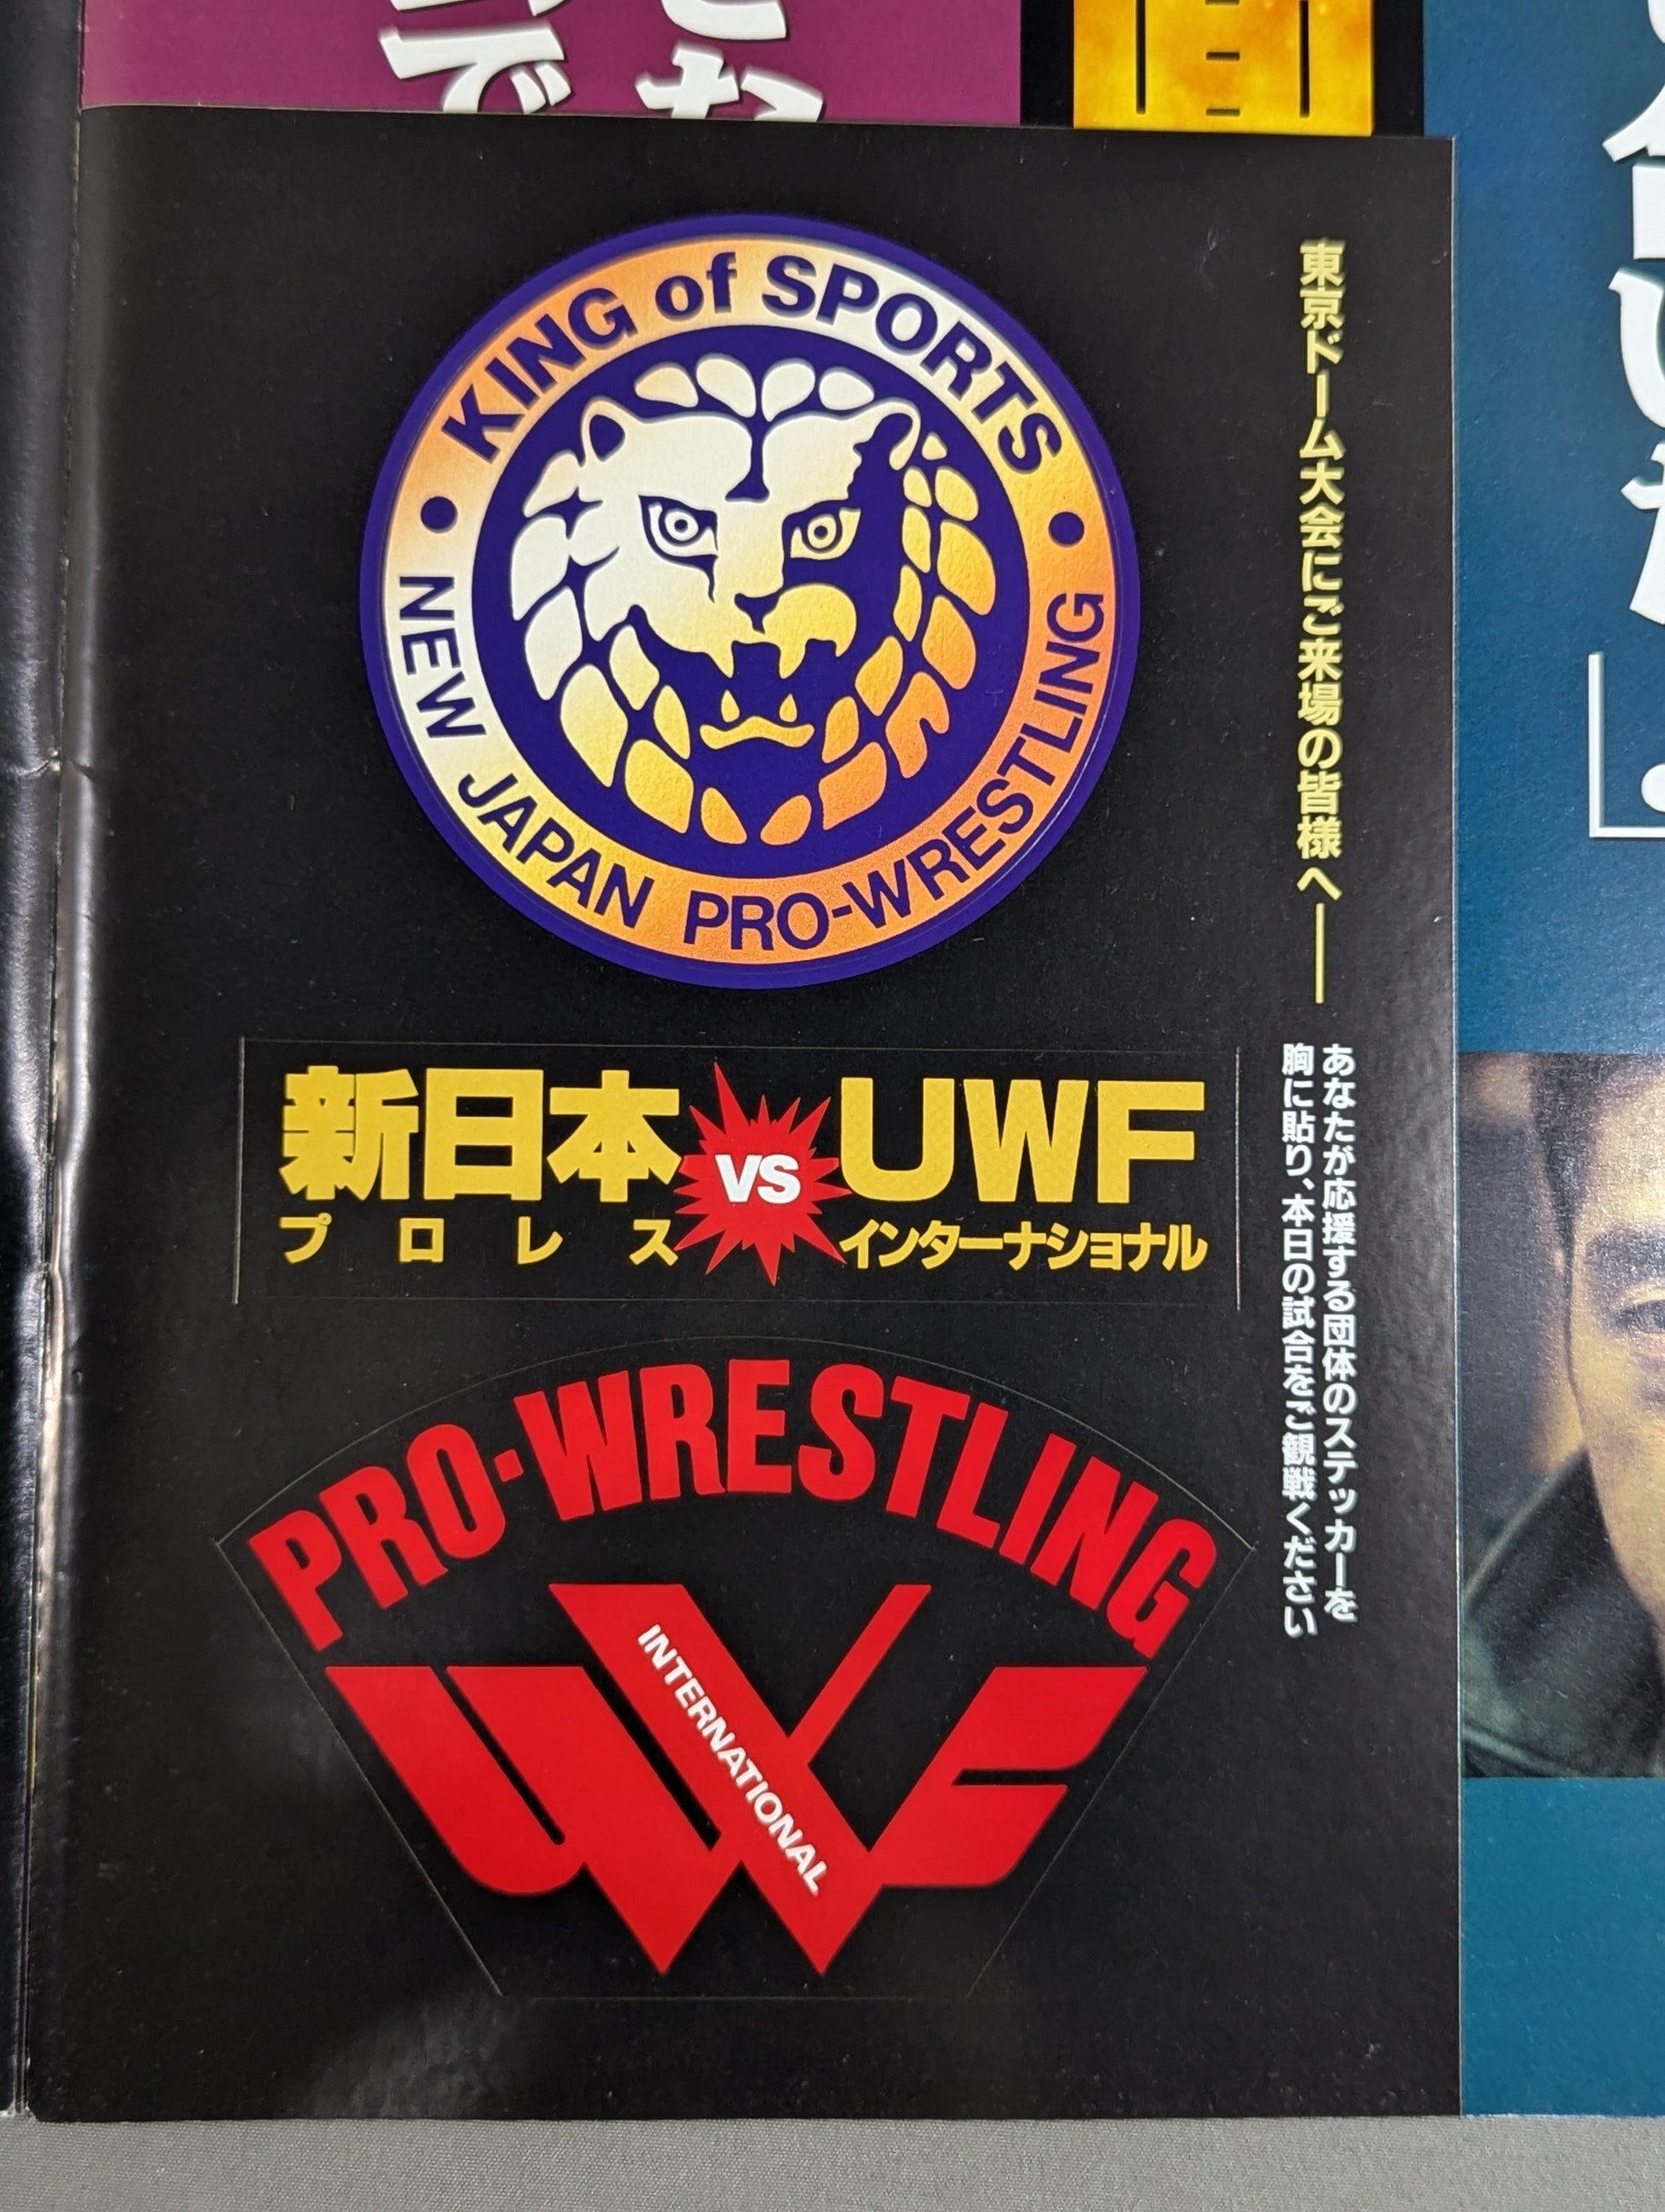 KING of SPORTS
NEW JAPAN PRO-WRESTLING
東京ドーム大会にご来場の皆様へ——
あなたが応援する団体のステッカーを
胸に貼り、本日の試合をご観戦ください
新日本 VS UWF
プロレス インターナショナル
PRO-WRESTLING
UWF
INTERNATIONAL